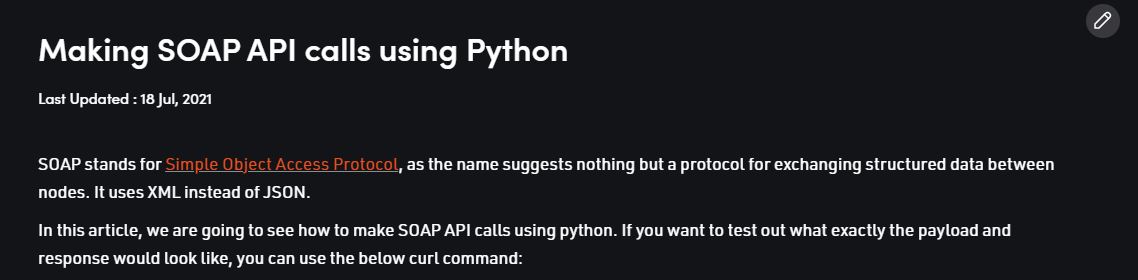 Making SOAP API calls using Python
Last Updated : 18 Jul, 2021
SOAP stands for Simple Object Access Protocol, as the name suggests nothing but a protocol for exchanging structured data between
nodes. It uses XML instead of JSON.
In this article, we are going to see how to make SOAP API calls using python. If you want to test out what exactly the payload and
response would look like, you can use the below curl command: